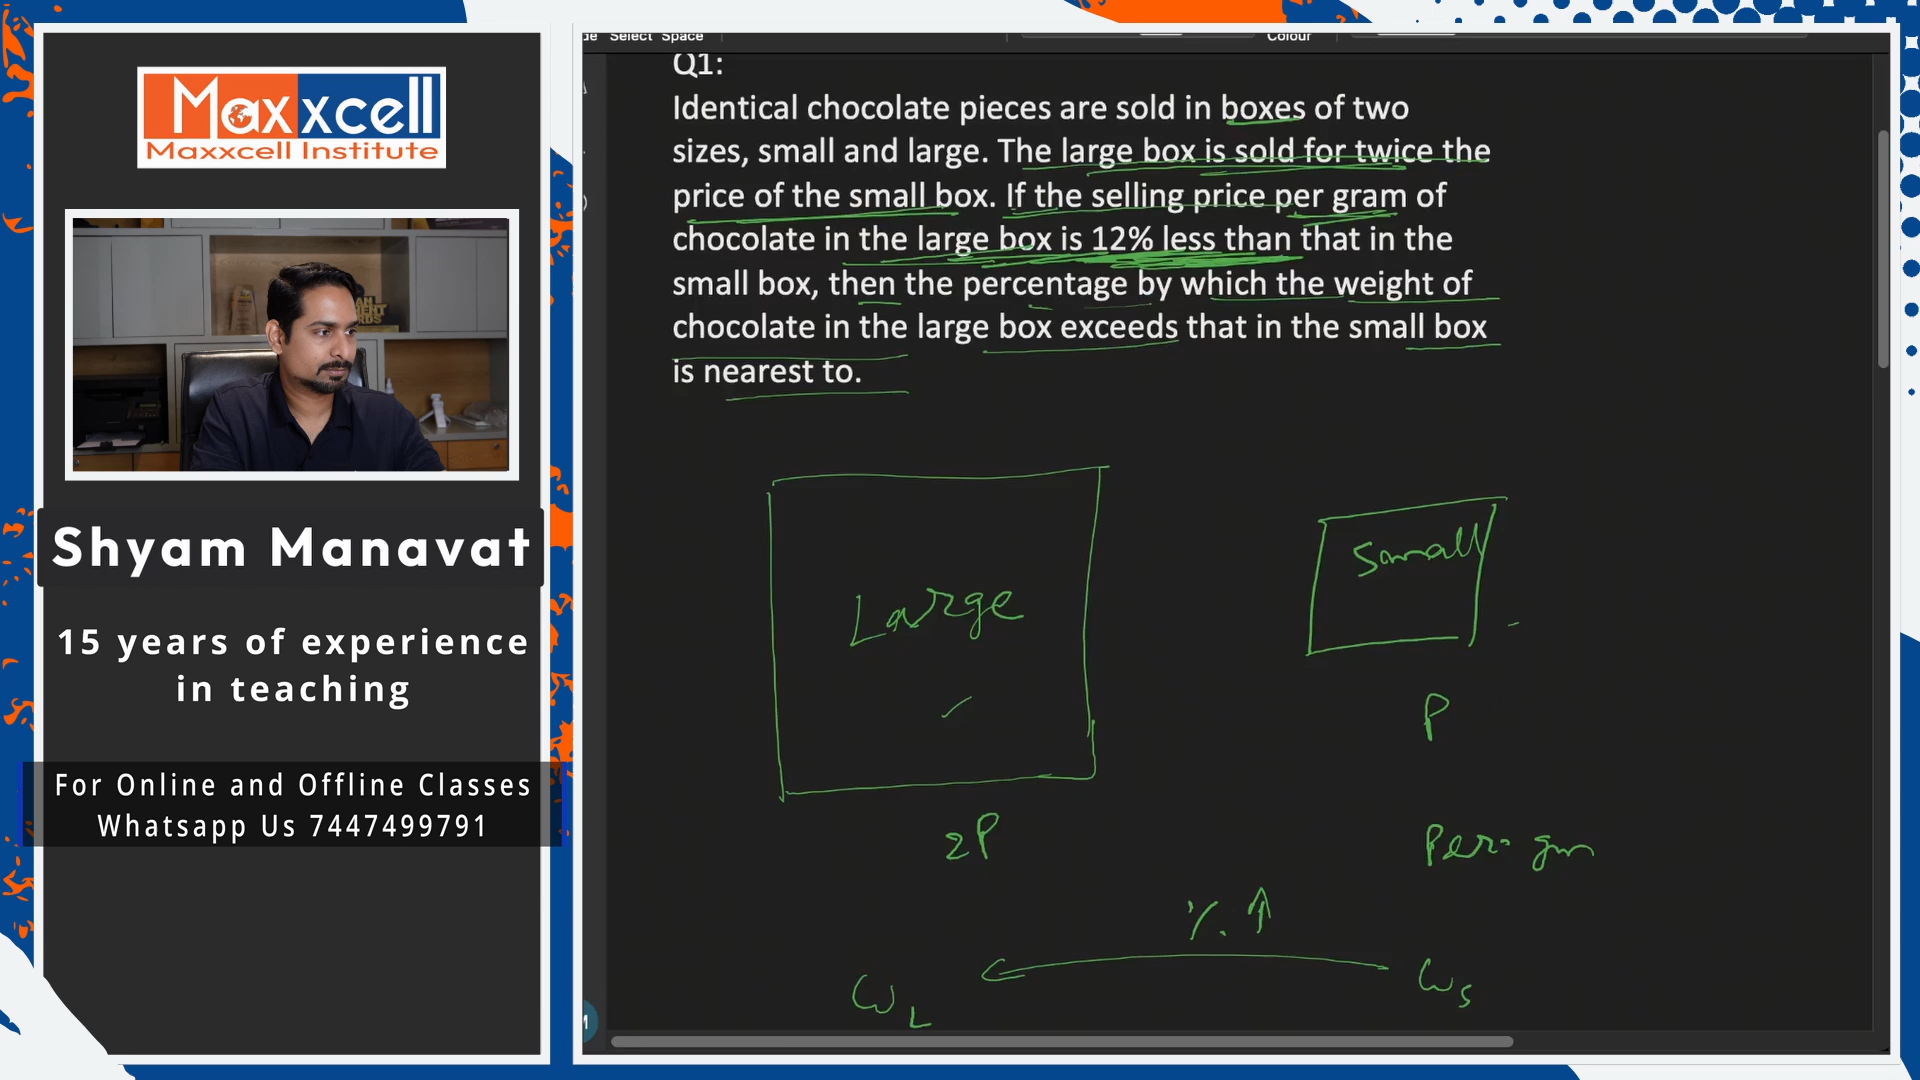 Maxxcell
Maxxcell Institute
Shyam Manavat
15 years of experience
in teaching
For Online and Offline Classes
Whatsapp Us 7447499791
Select Space
Colour
Q1:
Identical chocolate pieces are sold in boxes of two
sizes, small and large. The large box is sold for twice the
price of the small box. If the selling price per gram of
chocolate in the large box is 12% less than that in the
small box, then the percentage by which the weight of
chocolate in the large box exceeds that in the small box
is nearest to.
Large
Small
P
2P
Per gm
% ↑
W L
W S